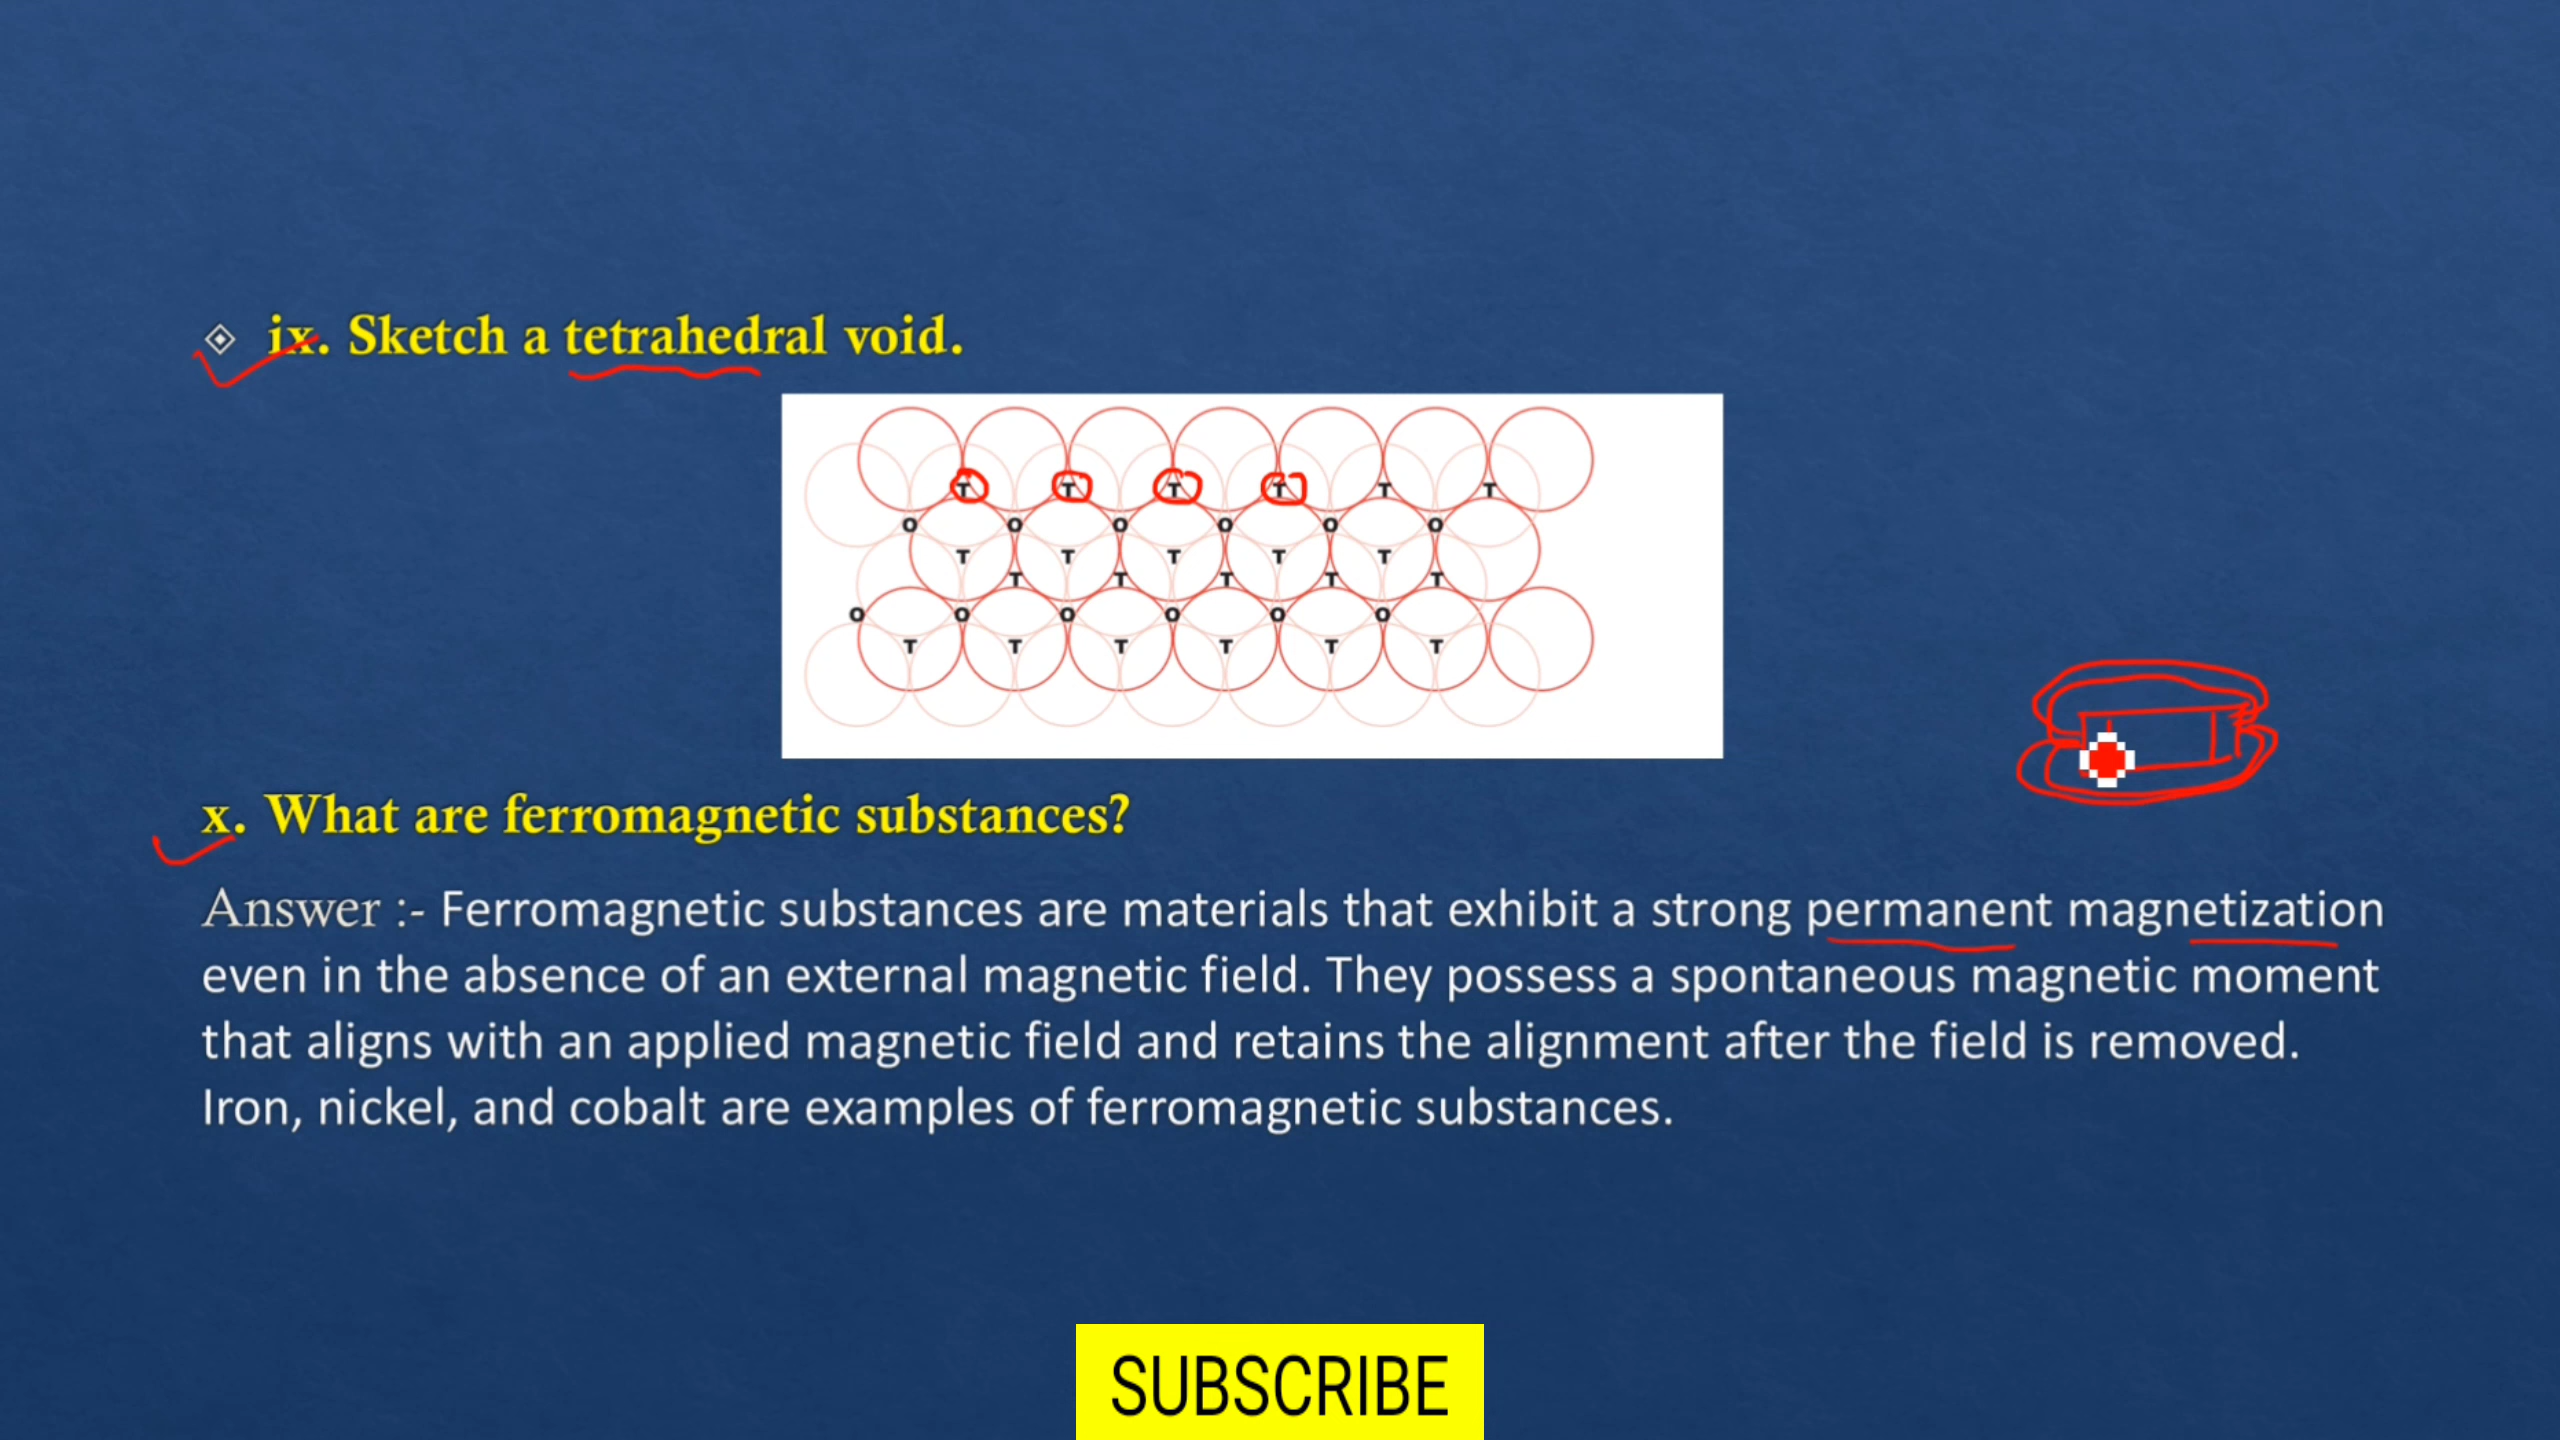 ix. Sketch a tetrahedral void.
T T T T T T
O O O O O O
T T T T T
T T T T T
O O O O O O
T T T T T T
x. What are ferromagnetic substances?
Answer :- Ferromagnetic substances are materials that exhibit a strong permanent magnetization
even in the absence of an external magnetic field. They possess a spontaneous magnetic moment
that aligns with an applied magnetic field and retains the alignment after the field is removed.
Iron, nickel, and cobalt are examples of ferromagnetic substances.
SUBSCRIBE